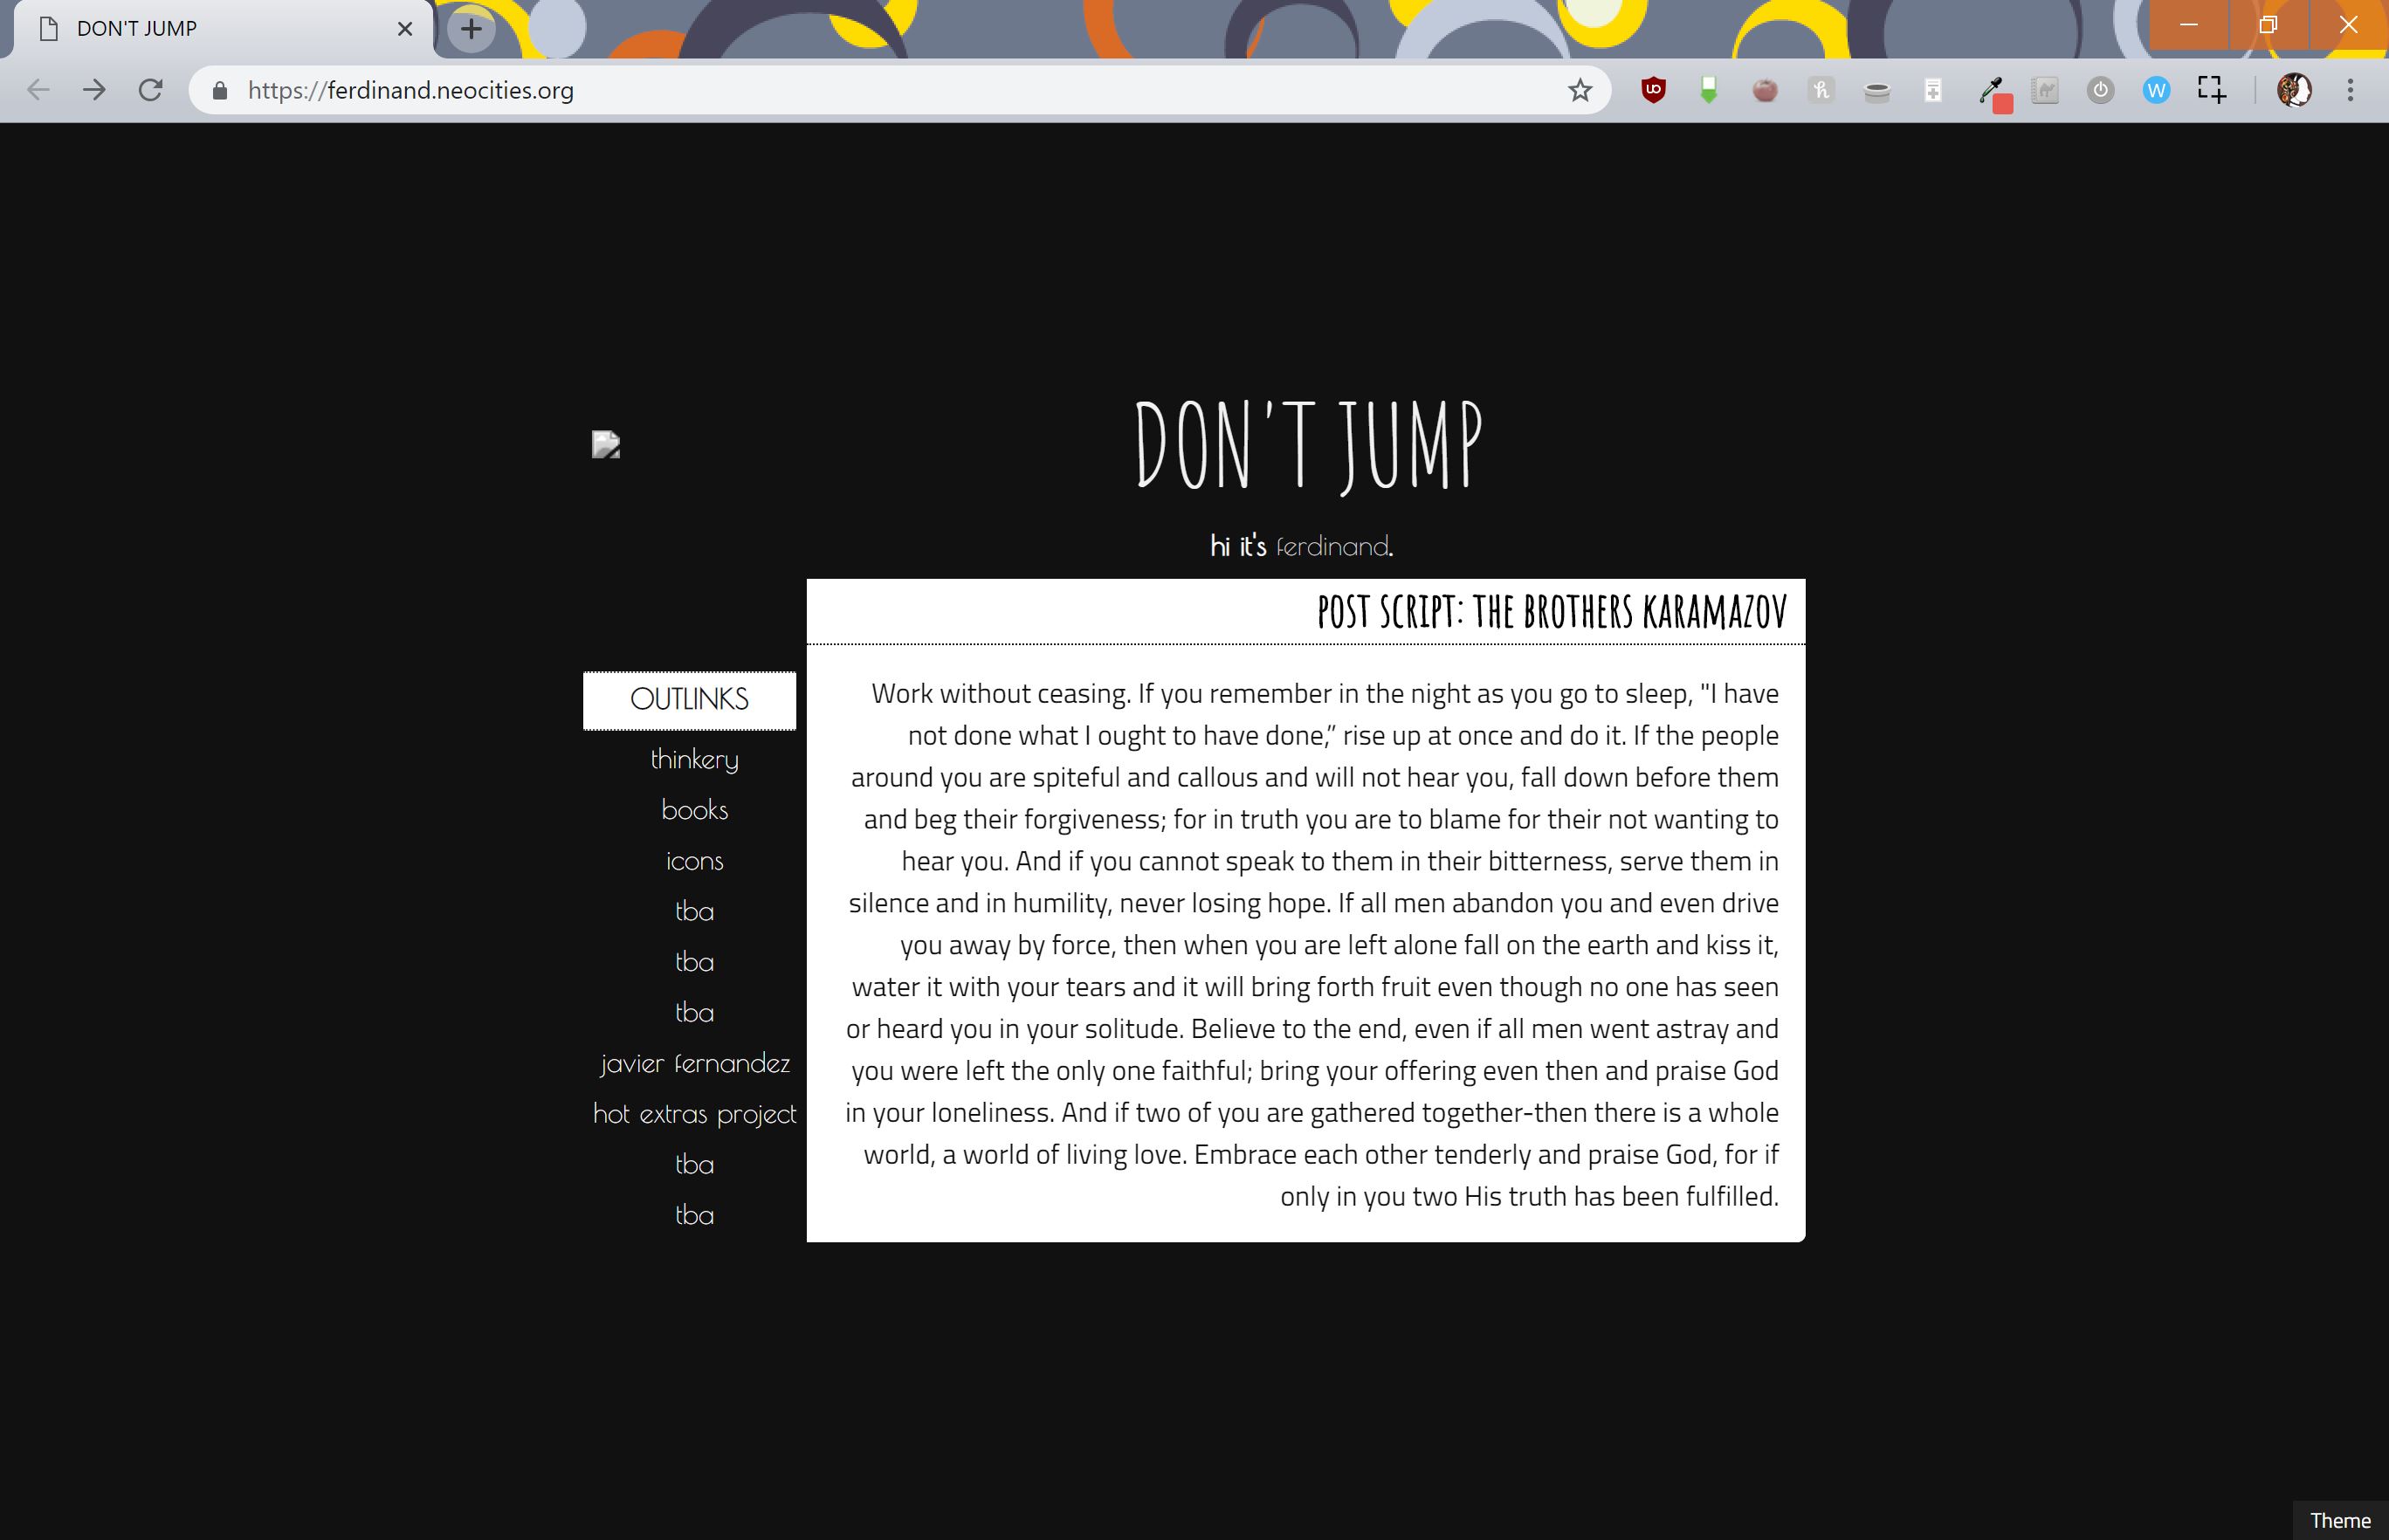 DON'T JUMP
https://ferdinand.neocities.org
DON'T JUMP
hi it's ferdinand.
POST SCRIPT: THE BROTHERS KARAMAZOV
OUTLINKS
thinkery
books
icons
tba
tba
tba
javier fernandez
hot extras project
tba
tba
Work without ceasing. If you remember in the night as you go to sleep, "I have
not done what I ought to have done,” rise up at once and do it. If the people
around you are spiteful and callous and will not hear you, fall down before them
and beg their forgiveness; for in truth you are to blame for their not wanting to
hear you. And if you cannot speak to them in their bitterness, serve them in
silence and in humility, never losing hope. If all men abandon you and even drive
you away by force, then when you are left alone fall on the earth and kiss it,
water it with your tears and it will bring forth fruit even though no one has seen
or heard you in your solitude. Believe to the end, even if all men went astray and
you were left the only one faithful; bring your offering even then and praise God
in your loneliness. And if two of you are gathered together-then there is a whole
world, a world of living love. Embrace each other tenderly and praise God, for if
only in you two His truth has been fulfilled.
Theme